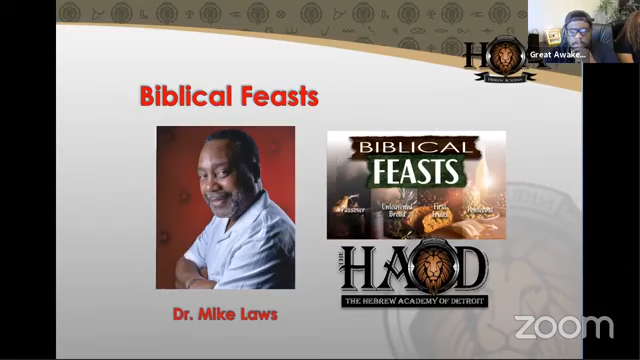 Great Awake...
Biblical Feasts
BIBLICAL
FEASTS
Passover
Unleavened
Bread
First
Fruits
Pentecost
THE HAOD
THE HEBREW ACADEMY OF DETROIT
Dr. Mike Laws
zoom